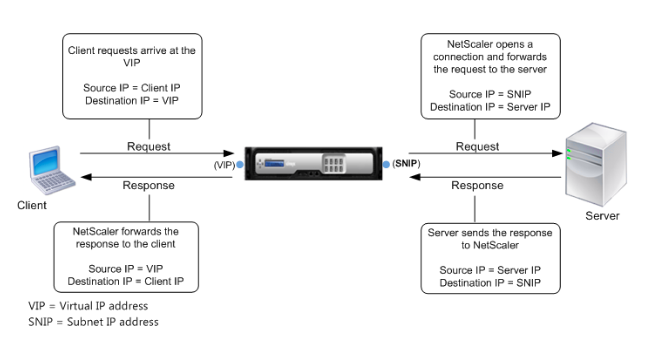 Client requests arrive at the
VIP
Source IP = Client IP
Destination IP = VIP
NetScaler opens a
connection and forwards
the request to the server
Source IP = SNIP
Destination IP = Server IP
Request
Request
(VIP)
(SNIP)
Response
Response
Client
Server
NetScaler forwards the
response to the client
Source IP = VIP
Destination IP = Client IP
Server sends the response
to NetScaler
Source IP = Server IP
Destination IP = SNIP
VIP = Virtual IP address
SNIP = Subnet IP address